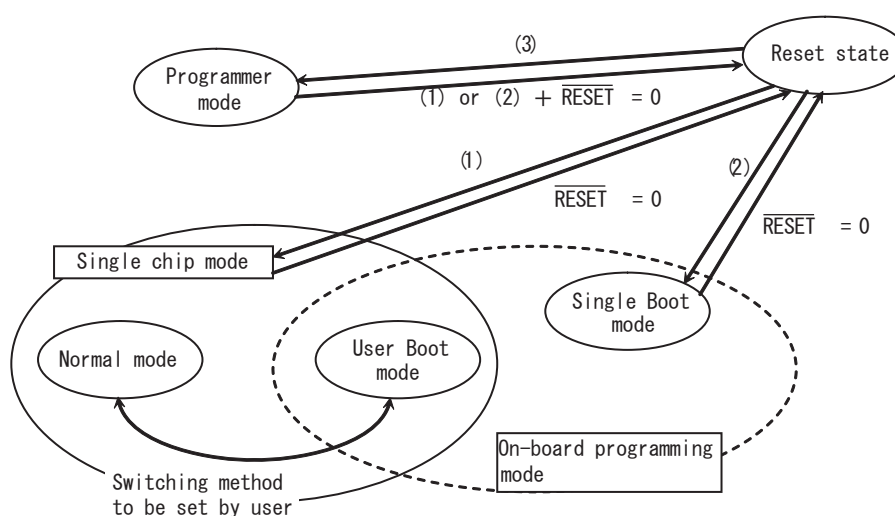 (3)
Reset state
Programmer
mode
(1) or (2) + RESET = 0
(1)
(2)
RESET = 0
RESET = 0
Single chip mode
Single Boot
mode
Normal mode
User Boot
mode
On-board programming
mode
Switching method
to be set by user